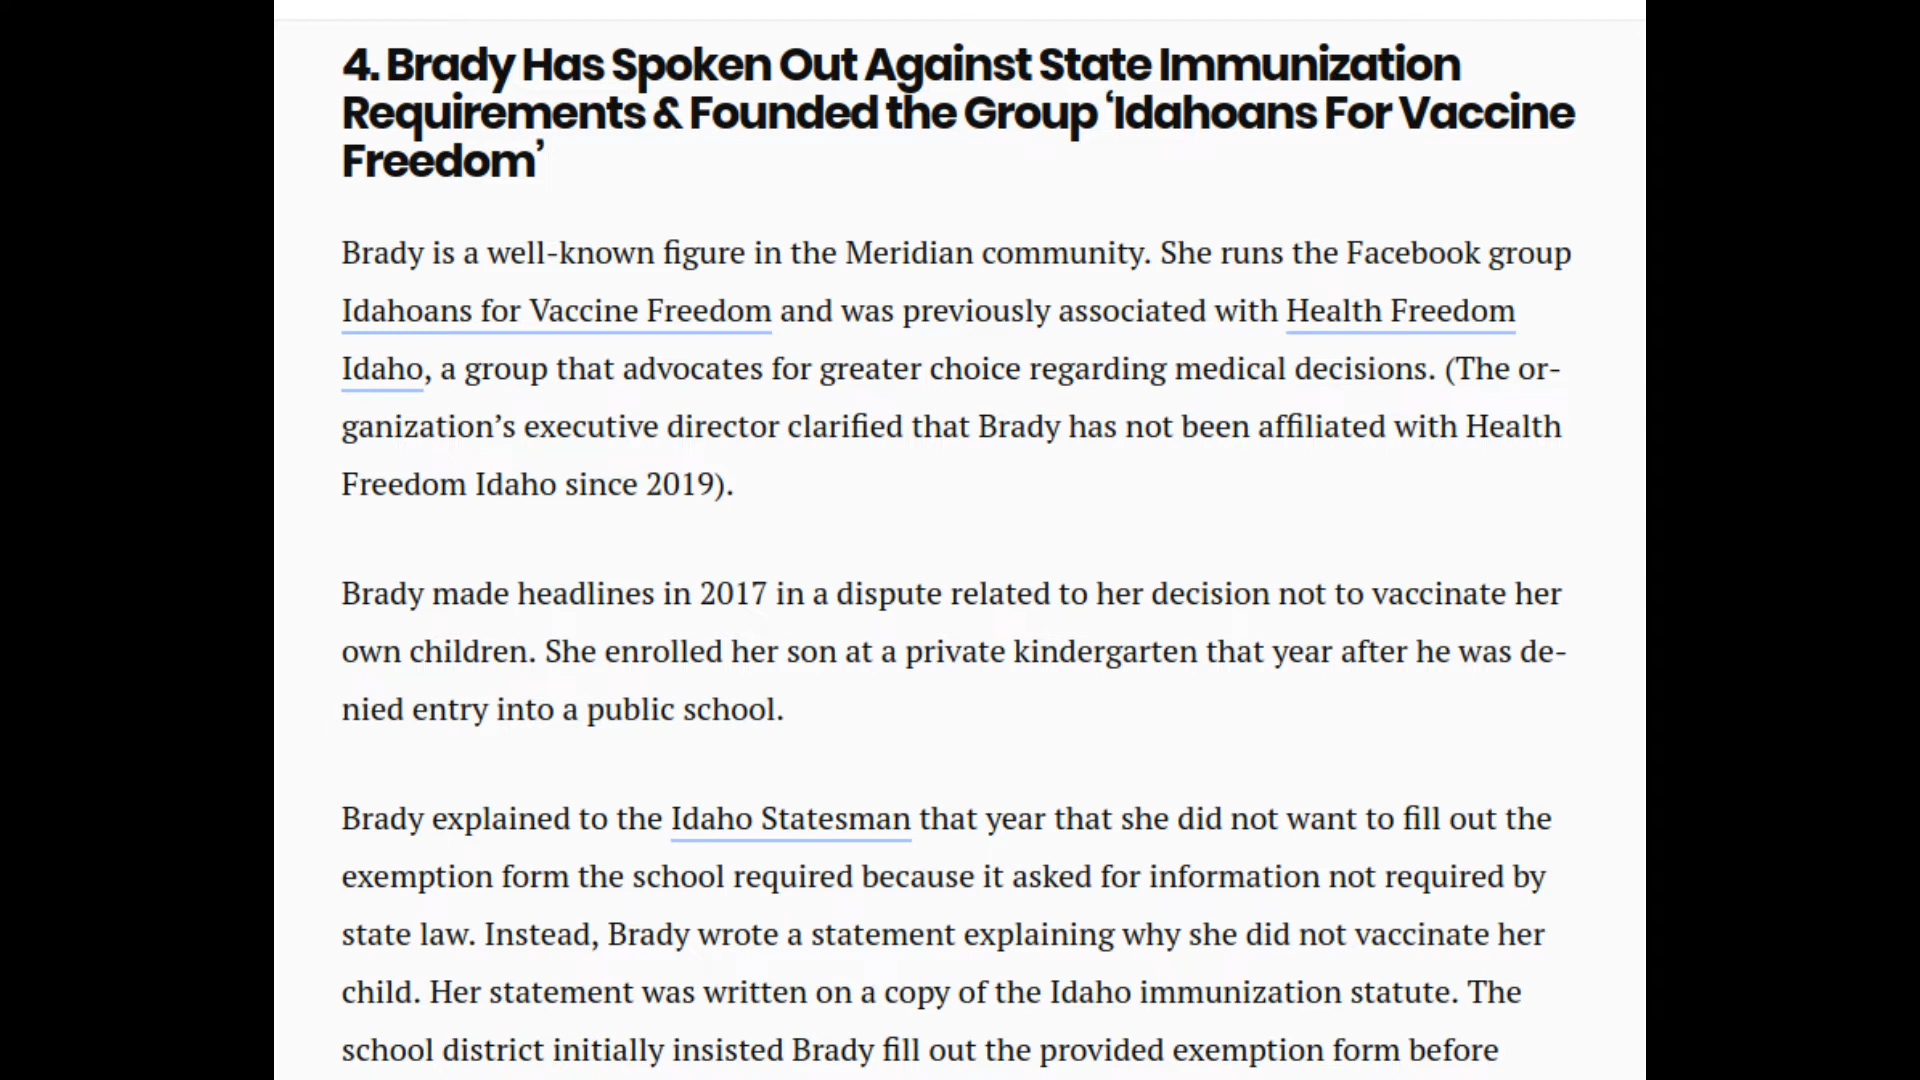 4. Brady Has Spoken Out Against State Immunization
Requirements & Founded the Group ‘Idahoans For Vaccine
Freedom’
Brady is a well-known figure in the Meridian community. She runs the Facebook group
Idahoans for Vaccine Freedom and was previously associated with Health Freedom
Idaho, a group that advocates for greater choice regarding medical decisions. (The or-
ganization’s executive director clarified that Brady has not been affiliated with Health
Freedom Idaho since 2019).
Brady made headlines in 2017 in a dispute related to her decision not to vaccinate her
own children. She enrolled her son at a private kindergarten that year after he was de-
nied entry into a public school.
Brady explained to the Idaho Statesman that year that she did not want to fill out the
exemption form the school required because it asked for information not required by
state law. Instead, Brady wrote a statement explaining why she did not vaccinate her
child. Her statement was written on a copy of the Idaho immunization statute. The
school district initially insisted Brady fill out the provided exemption form before